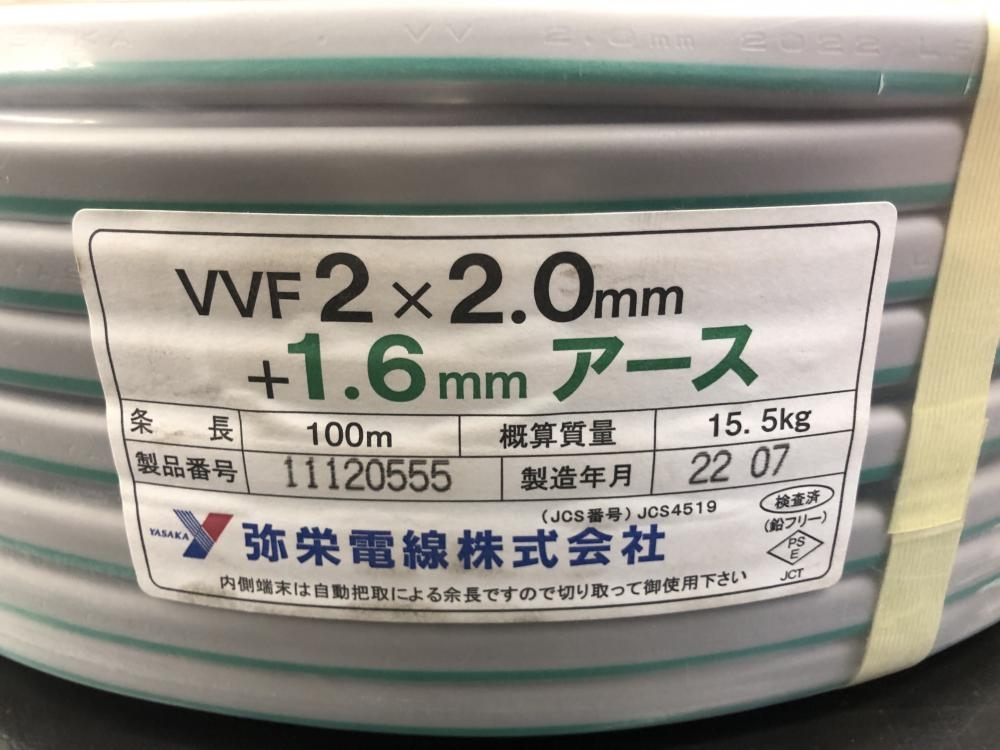 VV 2.0mm 2022
VVF 2×2.0mm
+1.6mm アース
条長 100m 概算質量 15.5kg
製品番号 11120555 製造年月 22 07
(JCS番号) JCS4519
検査済
(鉛フリー)
YASAKA 弥栄電線株式会社
PS
E
JCT
内側端末は自動把取による余長ですので切り取って御使用下さい